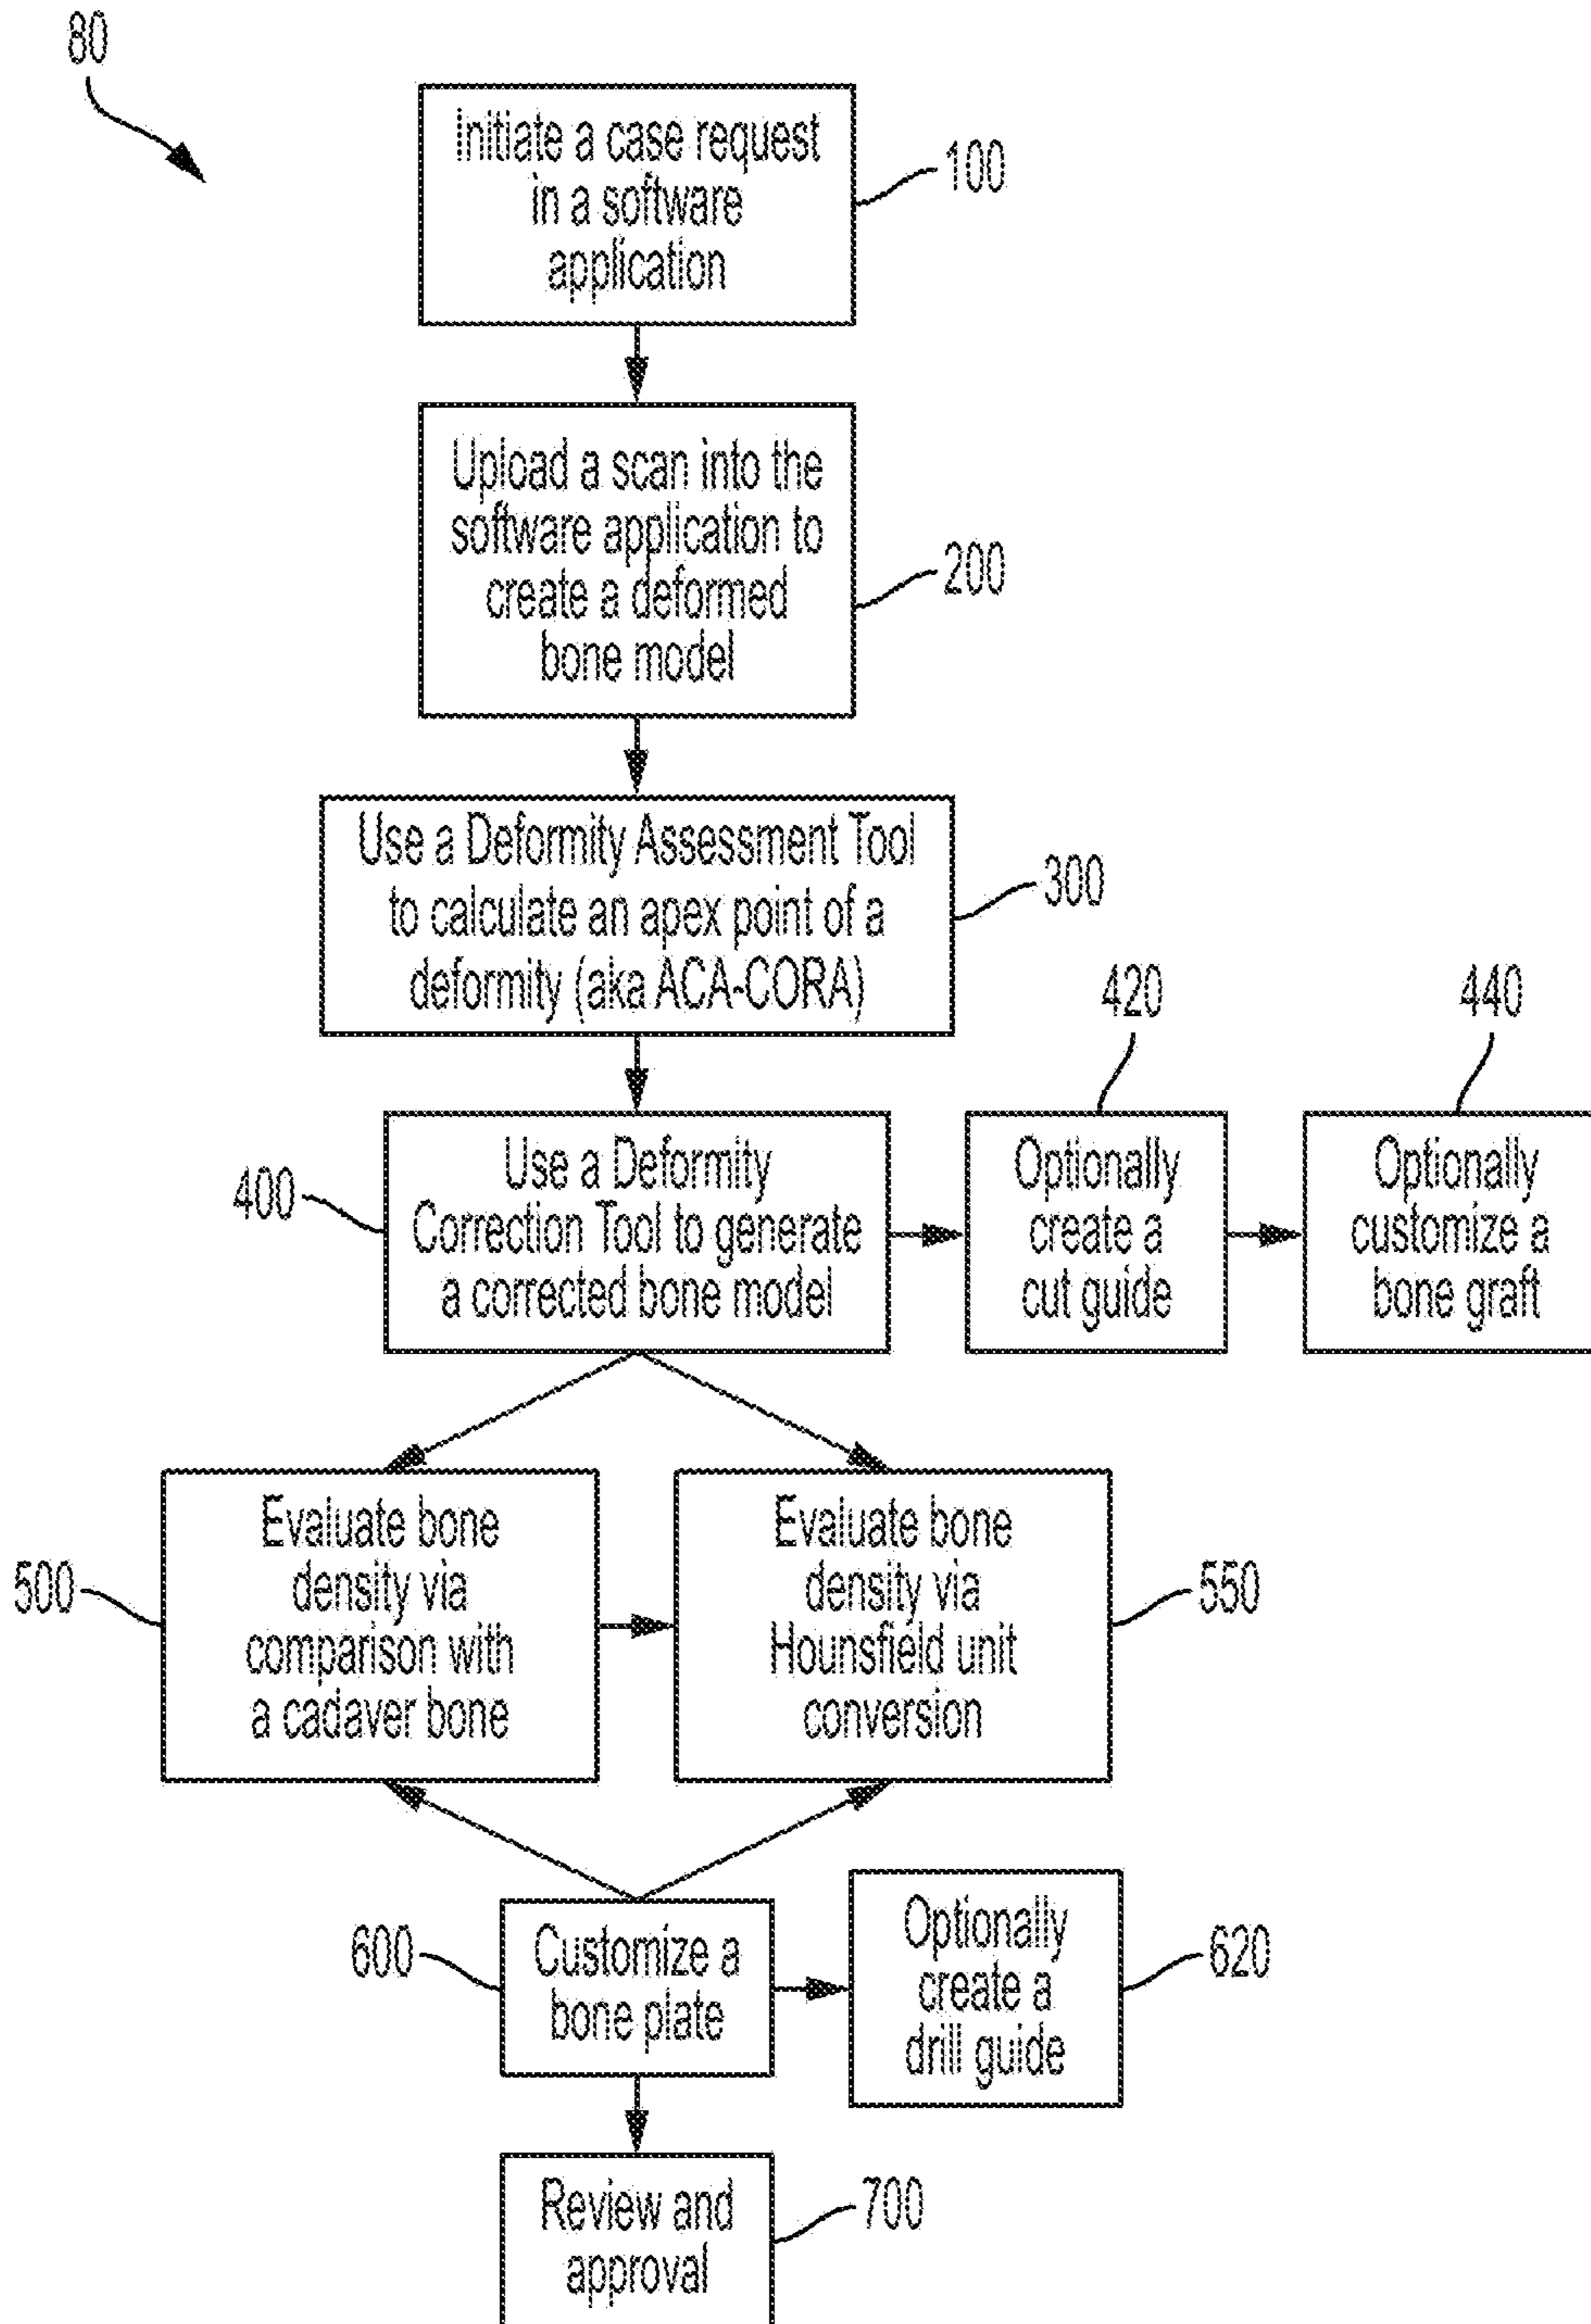 80
Initiate a case request
in a software
application
100
Upload a scan into the
software application to
create a deformed
bone model
200
Use a Deformity Assessment Tool
to calculate an apex point of a
deformity (aka ACA-CORA)
300
400
Use a Deformity
Correction Tool to generate
a corrected bone model
420
Optionally
create a
cut guide
440
Optionally
customize a
bone graft
500
Evaluate bone
density via
comparison with
a cadaver bone
Evaluate bone
density via
Hounsfield unit
conversion
550
600
Customize a
bone plate
Optionally
create a
drill guide
620
Review and
approval
700